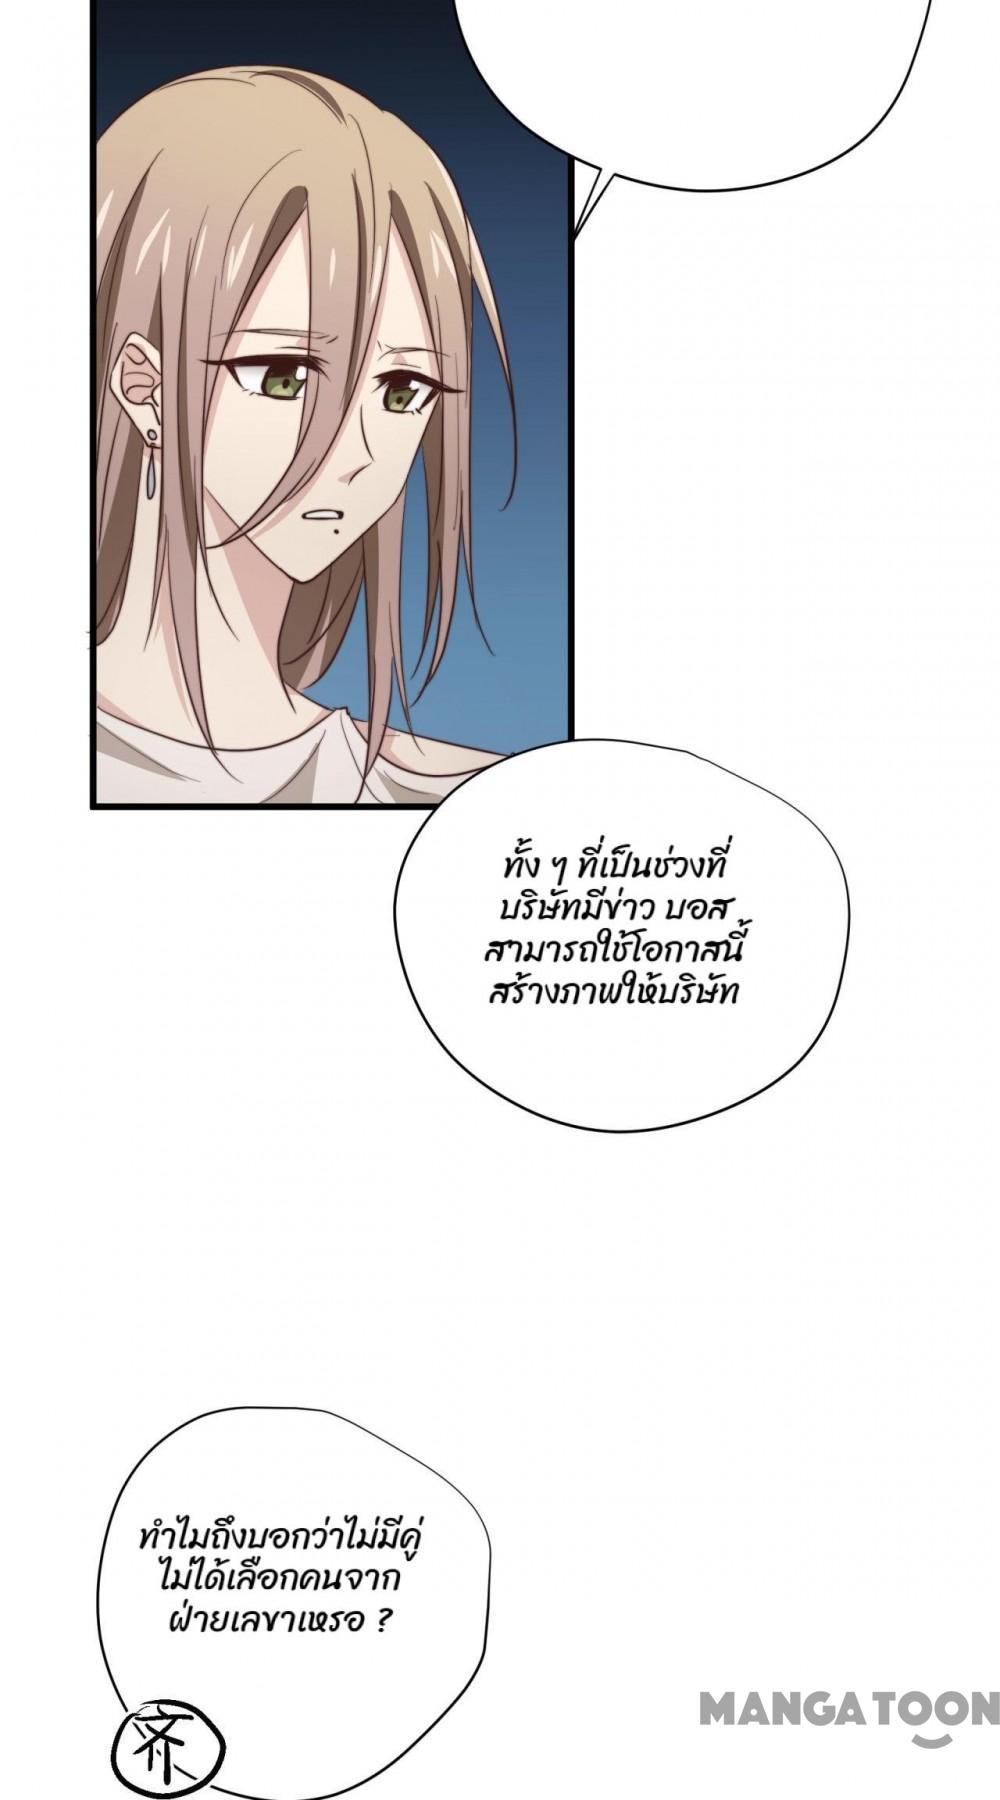 ทั้ง ๆ ที่เป็นช่วงที่
บริษัทมีข่าว บอส
สามารถใช้โอกาสนี้
สร้างภาพให้บริษัท
ทำไมถึงบอกว่าไม่มีคู่
ไม่ได้เลือกคนจาก
ฝ่ายเลขาเหรอ ?
齐
MANGATOON